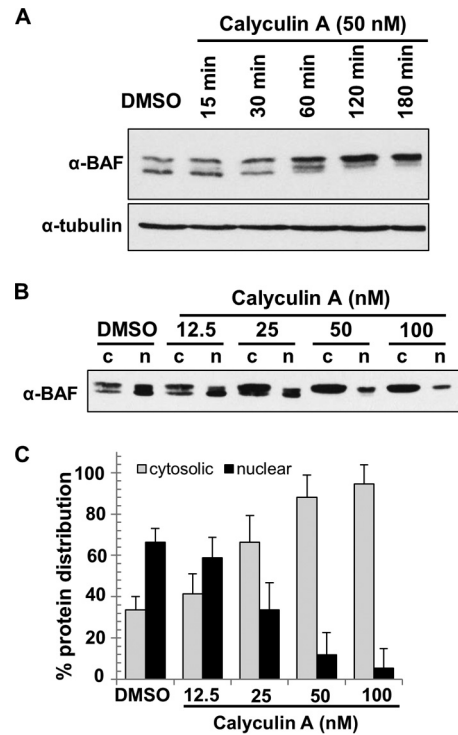 A
Calyculin A (50 nM)
DMSO 15 min 30 min 60 min 120 min 180 min
α-BAF
α-tubulin
B
Calyculin A (nM)
DMSO 12.5 25 50 100
c n c n c n c n c n
α-BAF
C
cytosolic nuclear
% protein distribution
100
80
60
40
20
0
DMSO 12.5 25 50 100
Calyculin A (nM)